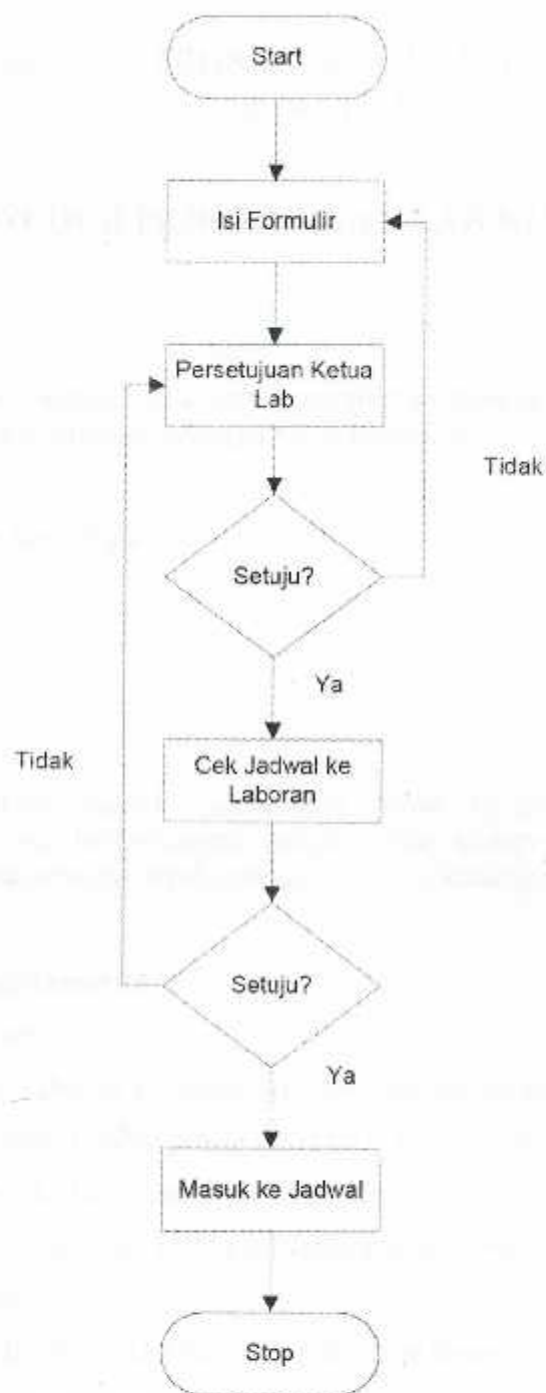 Start
Isi Formulir
Persetujuan Ketua
Lab
Tidak
Setuju?
Ya
Tidak
Cek Jadwal ke
Laboran
Setuju?
Ya
Masuk ke Jadwal
Stop